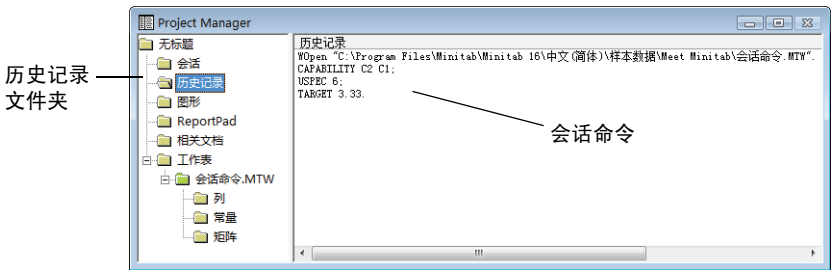 Project Manager
历史记录
文件夹
无标题
会话
历史记录
图形
ReportPad
相关文档
工作表
会话命令.MTW
列
常量
矩阵
历史记录
WOpen "C:\Program Files\Minitab\Minitab 16\中文(简体)\样本数据\Meet Minitab\会话命令.MTW".
CAPABILITY C2 C1;
USPEC 6;
TARGET 3.33.
会话命令